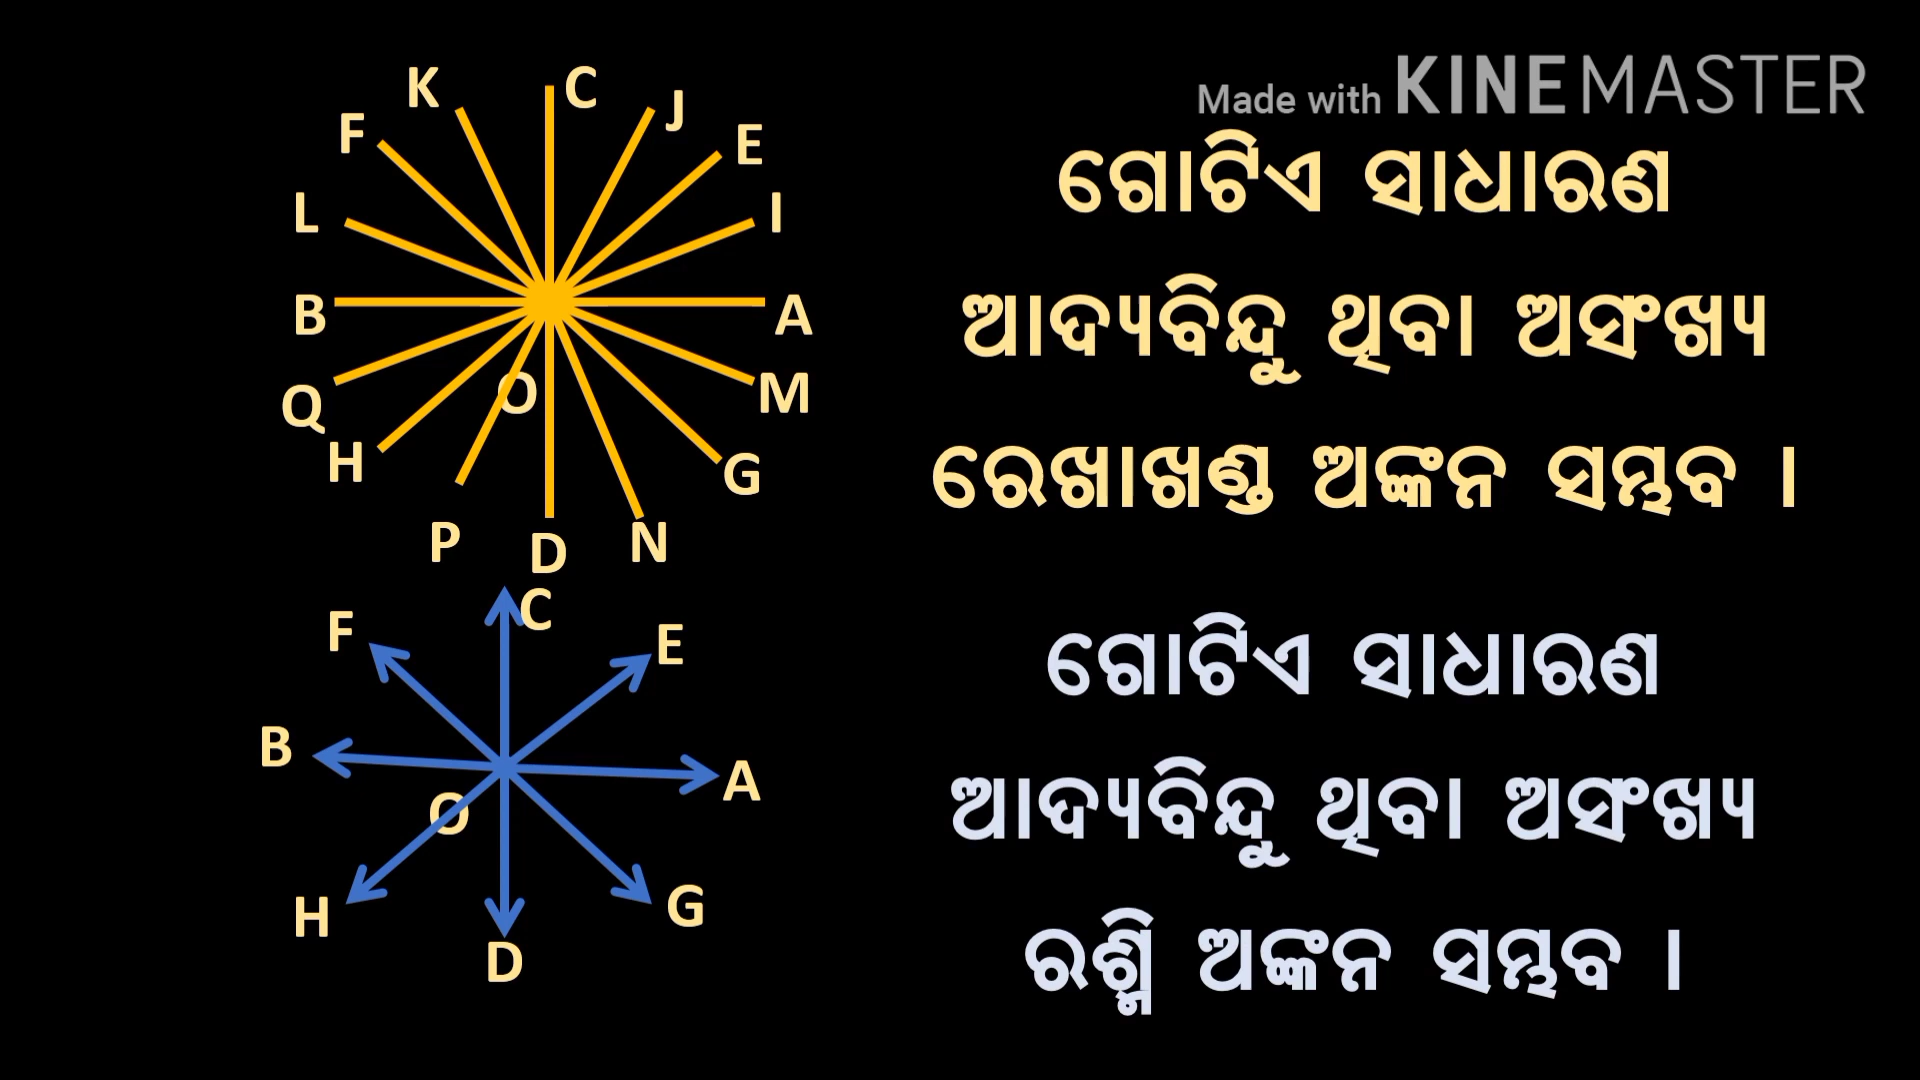 Made with KINEMASTER
K C J
F E
L I
B A
Q O M
H G
P D N
ଗୋଟିଏ ସାଧାରଣ
ଆଦ୍ୟବିନ୍ଦୁ ଥିବା ଅସଂଖ୍ୟ
ରେଖାଖଣ୍ଡ ଅଙ୍କନ ସମ୍ଭବ ।
C
F E
B A
O
H G
D
ଗୋଟିଏ ସାଧାରଣ
ଆଦ୍ୟବିନ୍ଦୁ ଥିବା ଅସଂଖ୍ୟ
ରଶ୍ମି ଅଙ୍କନ ସମ୍ଭବ ।